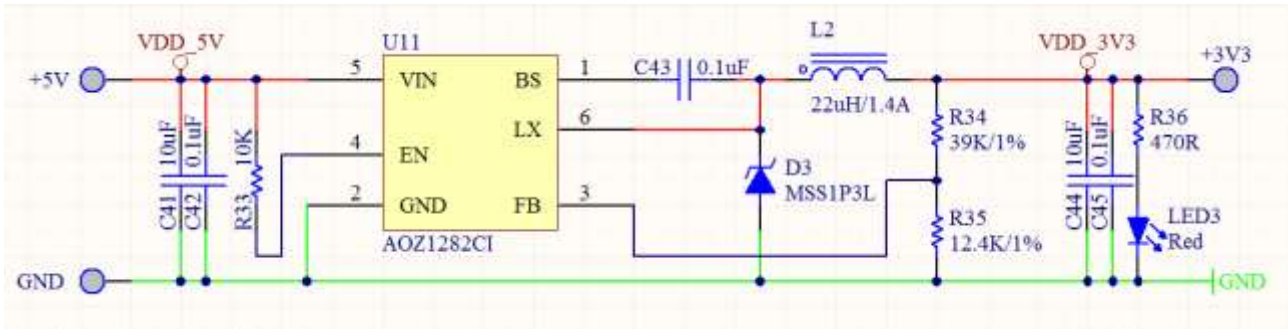 VDD_5V
U11
L2
VDD_3V3
+5V
5
VIN
BS
1
C43
0.1uF
+3V3
22uH/1.4A
LX
6
10uF
0.1uF
10K
4
EN
R34
39K/1%
10uF
0.1uF
R36
470R
D3
MSS1P3L
2
GND
FB
3
C41
C42
R33
AOZ1282CI
R35
12.4K/1%
C44
C45
LED3
Red
GND
GND